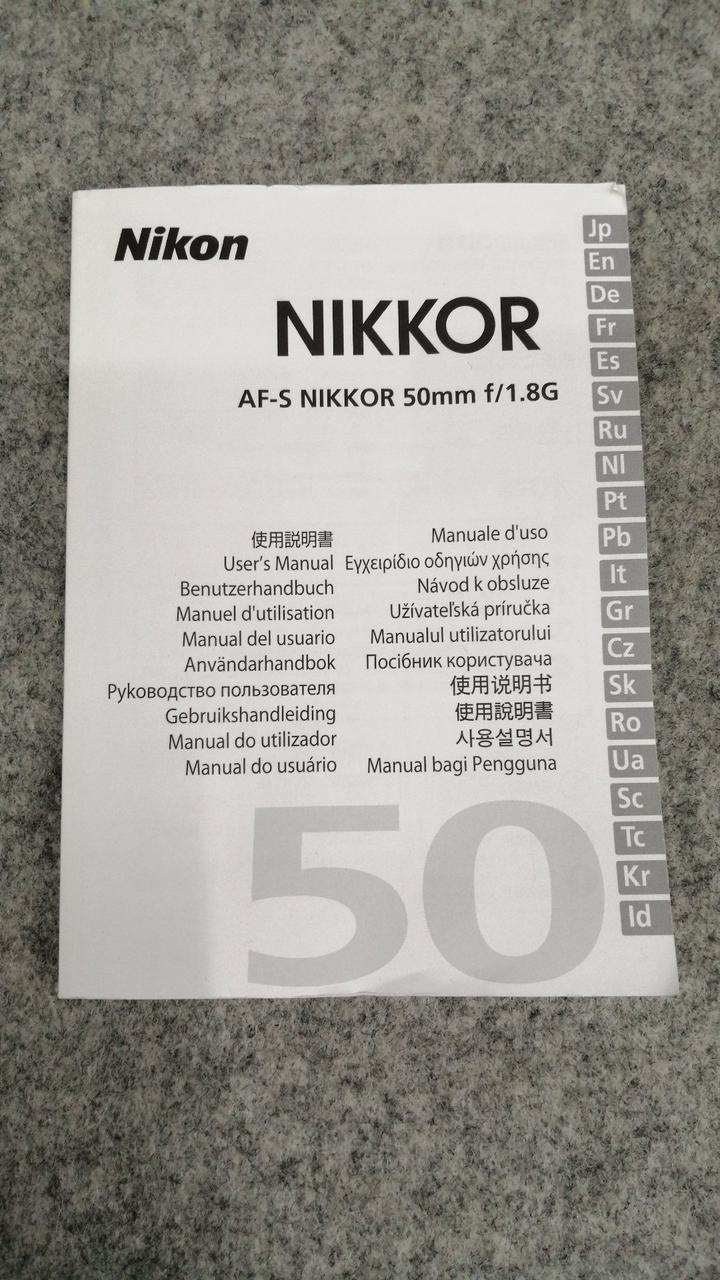 Nikon
NIKKOR
AF-S NIKKOR 50mm f/1.8G
使用説明書
User's Manual
Benutzerhandbuch
Manuel d'utilisation
Manual del usuario
Användarhandbok
Руководство пользователя
Gebruikshandleiding
Manual do utilizador
Manual do usuário
Manuale d'uso
Εγχειρίδιο οδηγιών χρήσης
Návod k obsluze
Užívateľská príručka
Manualul utilizatorului
Посібник користувача
使用说明书
使用說明書
사용설명서
Manual bagi Pengguna
50
Jp
En
De
Fr
Es
Sv
Ru
Nl
Pt
Pb
It
Gr
Cz
Sk
Ro
Ua
Sc
Tc
Kr
Id